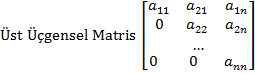 Üst Üçgensel Matris
a₁₁ a₂₁ a₁ₙ
0 a₂₂ a₂ₙ
...
0 0 aₙₙ